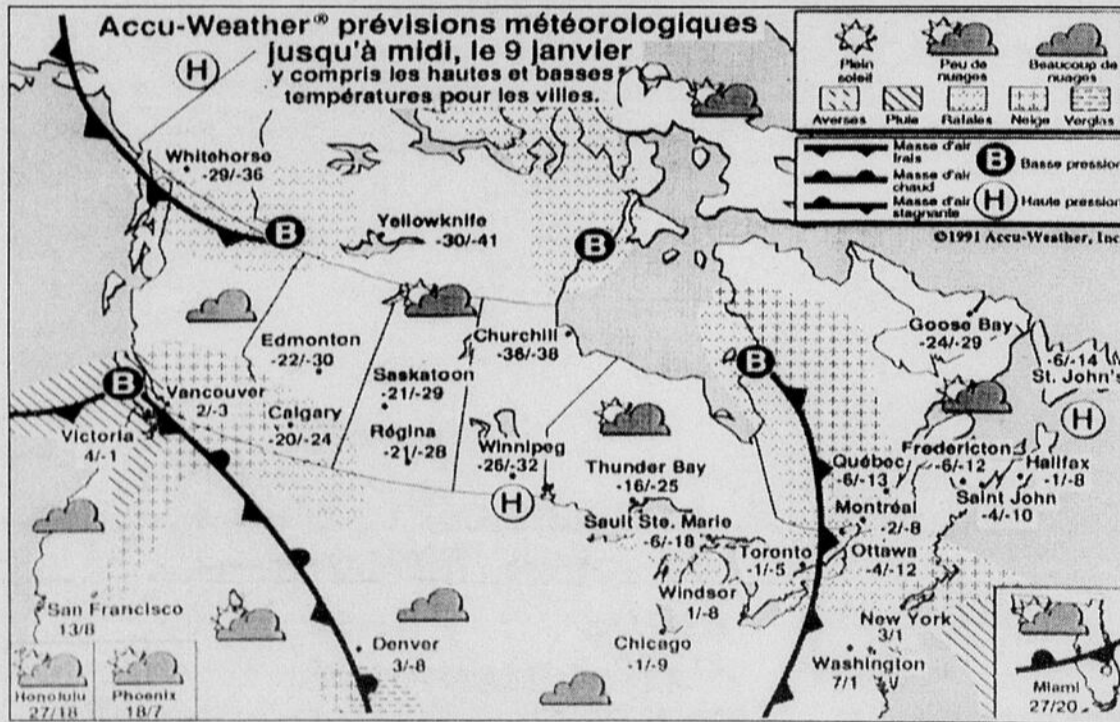 Accu-Weather® prévisions météorologiques
jusqu'à midi, le 9 janvier
y compris les hautes et basses
températures pour les villes.
Plein soleil
Peu de nuages
Beaucoup de nuages
Averses
Pluie
Rafales
Neige
Verglas
Masse d'air frais
Masse d'air chaud
Masse d'air stagnante
B
Basse pression
H
Haute pression
©1991 Accu-Weather, Inc
H
Whitehorse
-29/-36
B
Yellowknife
-30/-41
B
Edmonton
-22/-30
Churchill
-36/-38
Goose Bay
-24/-29
-6/-14
St. John's
H
B
Vancouver
2/-3
Victoria
4/-1
Calgary
-20/-24
Saskatoon
-21/-29
Régina
-21/-28
Winnipeg
-26/-32
H
Thunder Bay
-16/-25
Sault Ste. Marie
-6/-18
B
Québec
-6/-13
Fredericton
-6/-12
Halifax
-1/-8
Saint John
-4/-10
Montréal
-2/-8
Ottawa
-4/-12
Toronto
-1/-5
Windsor
1/-8
San Francisco
13/8
Denver
3/-8
Chicago
-1/-9
New York
3/1
Washington
7/1
Honolulu
27/18
Phoenix
18/7
Miami
27/20